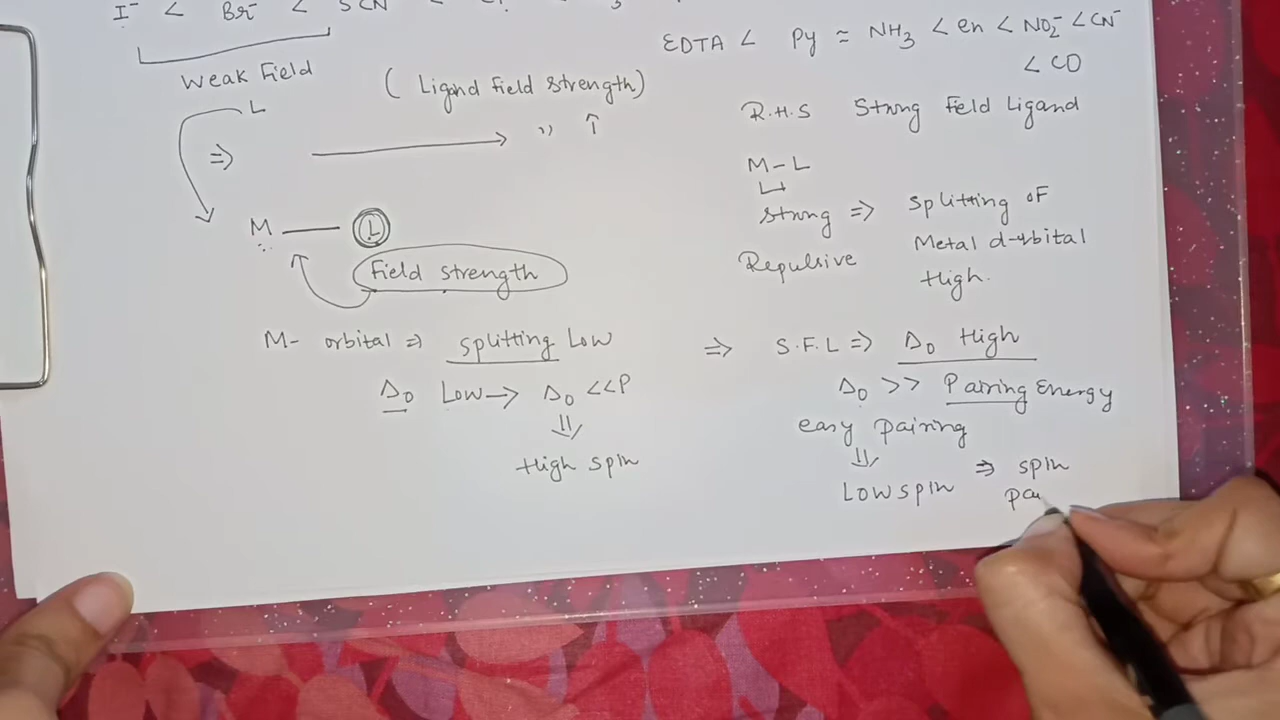 I⁻ < Br⁻ < SCN⁻ <
EDTA < Py ≈ NH₃ < en < NO₂⁻ < CN⁻
< CO
Weak Field
(Ligand Field strength)
R.H.S Strong Field Ligand
L
⇒ ⟶ ,, ↑
M-L
M — L
strong ⇒ splitting of
Repulsive Metal d-orbital
High.
Field strength
M- orbital ⇒ splitting Low
⇒ S.F.L ⇒ Δ₀ High
Δ₀ Low → Δ₀ <<P
Δ₀ >> Pairing Energy
easy pairing
⇓
High spin
⇓
Low spin ⇒ spin
pa